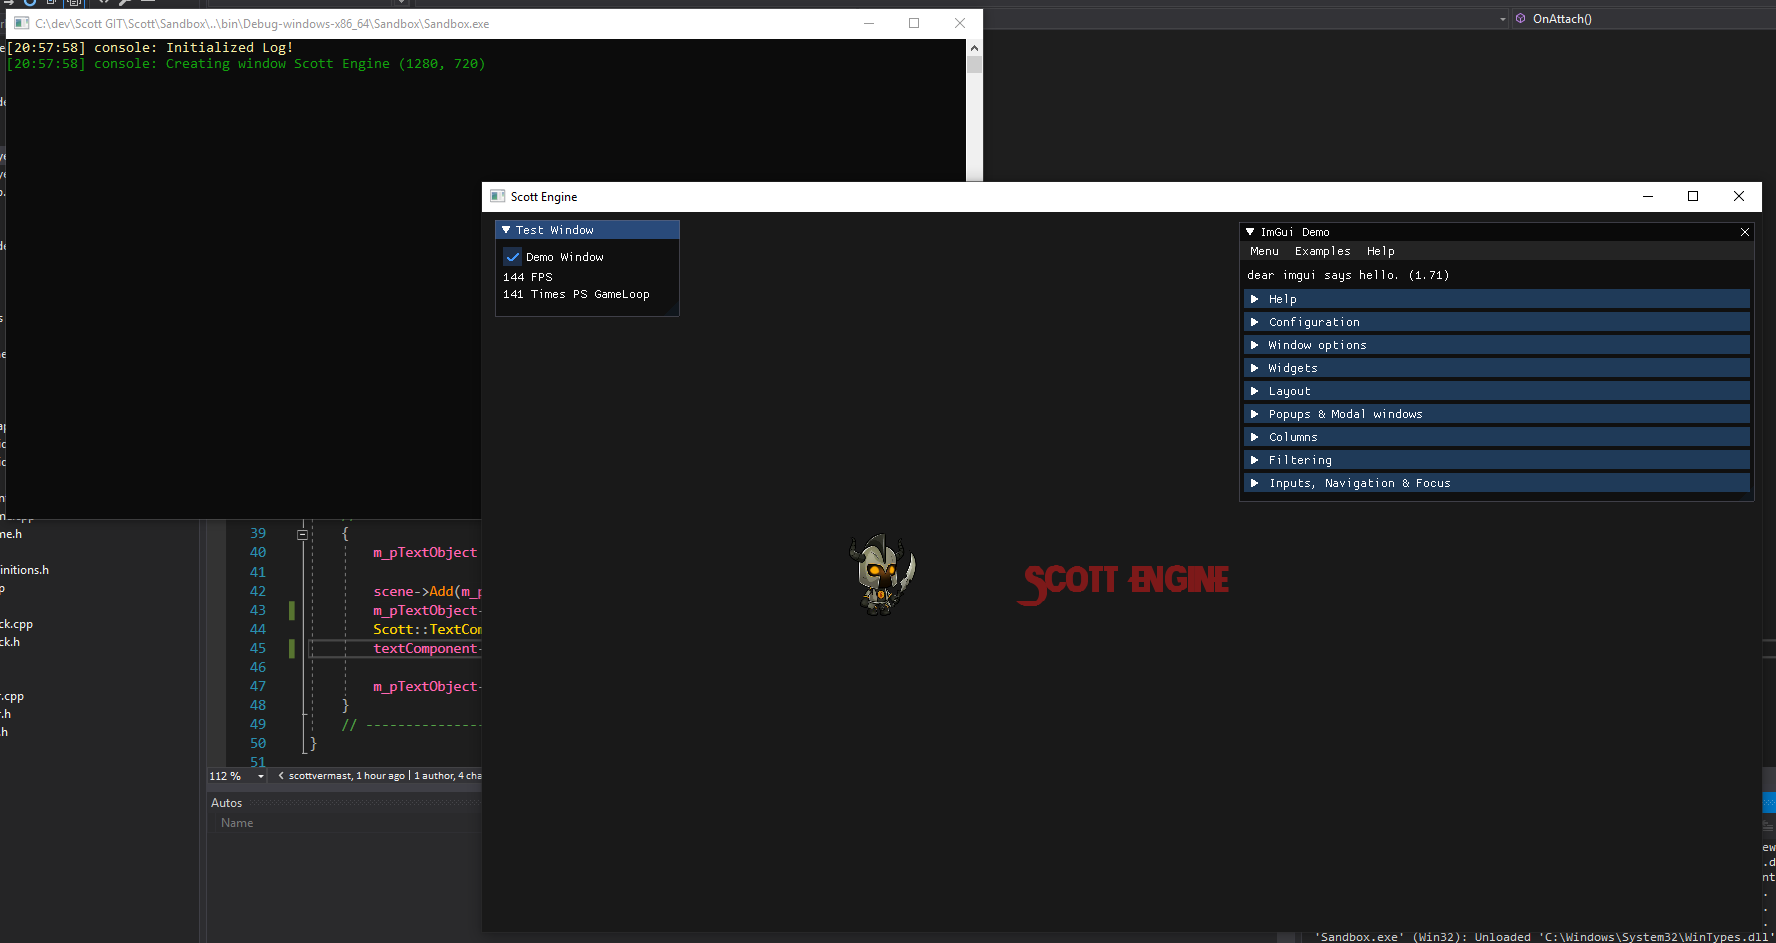 OnAttach()
C:\dev\Scott GIT\Scott\Sandbox\..\bin\Debug-windows-x86_64\Sandbox\Sandbox.exe
[20:57:58] console: Initialized Log!
[20:57:58] console: Creating window Scott Engine (1280, 720)
Scott Engine
Test Window
Demo Window
144 FPS
141 Times PS GameLoop
ImGui Demo
Menu Examples Help
dear imgui says hello. (1.71)
Help
Configuration
Window options
Widgets
Layout
Popups & Modal windows
Columns
Filtering
Inputs, Navigation & Focus
SCOTT ENGINE
me.h
initions.h
ck.cpp
ck.h
r.cpp
r.h
.h
39 {
40 m_pTextObject
41
42 scene->Add(m_p
43 m_pTextObject-
44 Scott::TextCom
45 textComponent-
46
47 m_pTextObject-
48 }
49 // ---------------
50 }
51
112 % scottvermast, 1 hour ago | 1 author, 4 cha
Autos
Name
ew
.d
nt
'Sandbox.exe' (Win32): Unloaded 'C:\Windows\System32\WinTypes.dll'